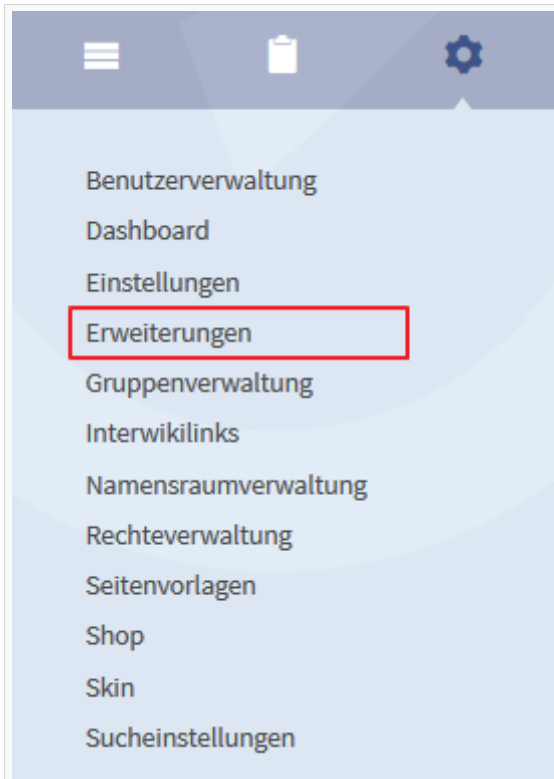 Benutzerverwaltung
Dashboard
Einstellungen
Erweiterungen
Gruppenverwaltung
Interwikilinks
Namensraumverwaltung
Rechteverwaltung
Seitenvorlagen
Shop
Skin
Sucheinstellungen